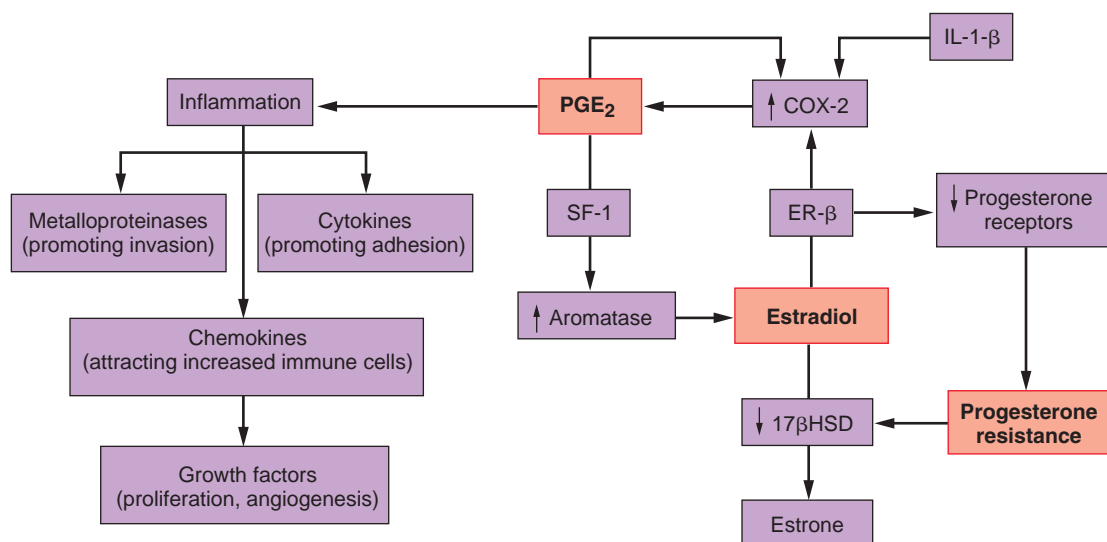 IL-1-β
Inflammation
PGE₂
↑ COX-2
Metalloproteinases
(promoting invasion)
Cytokines
(promoting adhesion)
SF-1
ER-β
↓ Progesterone
receptors
↑ Aromatase
Estradiol
Chemokines
(attracting increased immune cells)
↓ 17βHSD
Progesterone
resistance
Growth factors
(proliferation, angiogenesis)
Estrone